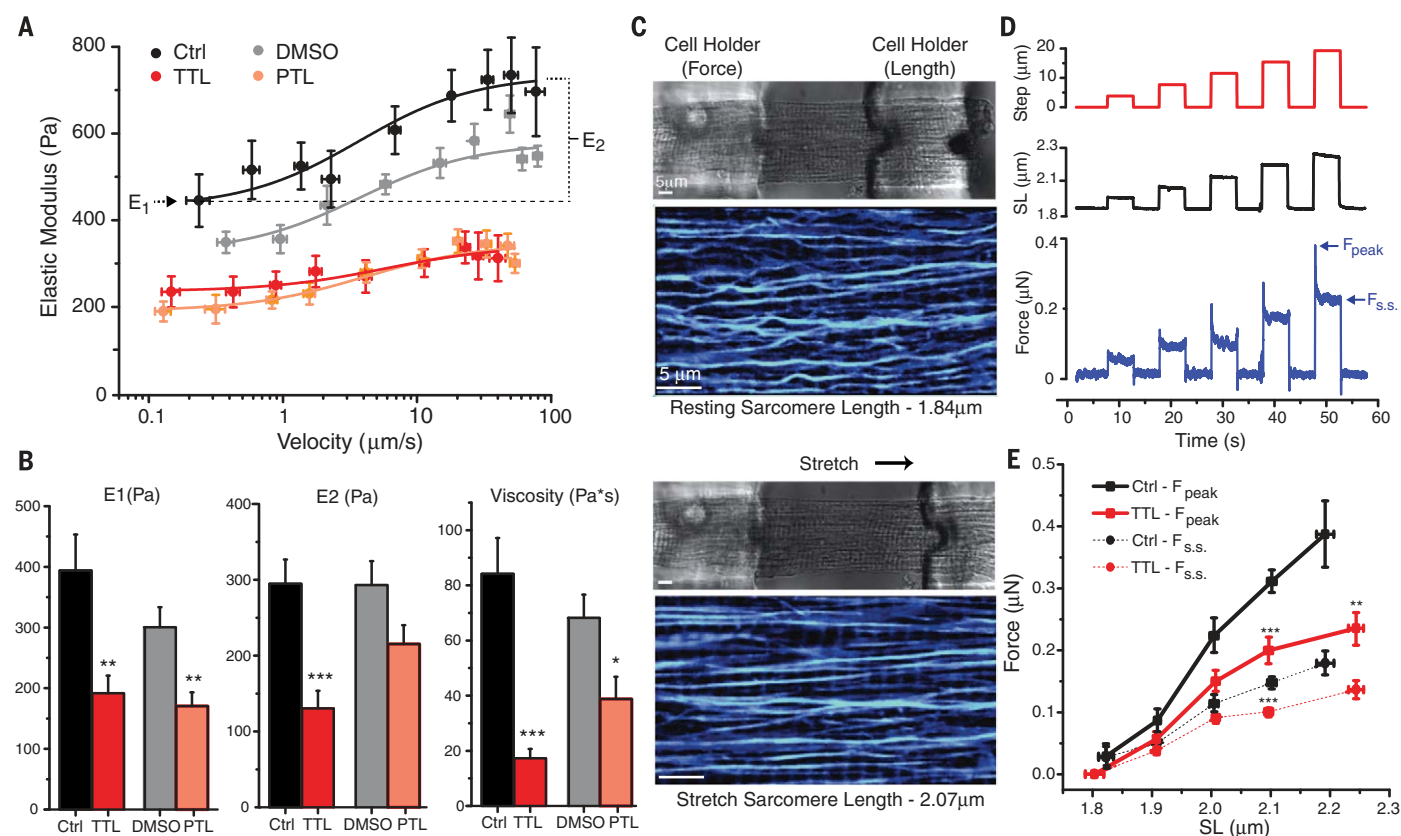 A
800
600
400
200
0
Elastic Modulus (Pa)
Ctrl
DMSO
TTL
PTL
E1
E2
0.1
1
10
100
Velocity (μm/s)
B
E1(Pa)
500
400
300
200
100
0
Ctrl TTL DMSO PTL
E2 (Pa)
400
300
200
100
0
***
Ctrl TTL DMSO PTL
**
**
Viscosity (Pa*s)
100
80
60
40
20
0
***
*
Ctrl TTL DMSO PTL
C
Cell Holder
(Force)
Cell Holder
(Length)
5μm
5 μm
Resting Sarcomere Length - 1.84μm
Stretch
Stretch Sarcomere Length - 2.07μm
D
Step (μm)
20
10
0
SL (μm)
2.3
2.1
1.8
Force (μN)
0.4
0.2
0
Fpeak
Fs.s.
0 10 20 30 40 50 60
Time (s)
E
Force (μN)
0.5
0.4
0.3
0.2
0.1
0.0
Ctrl - Fpeak
TTL - Fpeak
Ctrl - Fs.s.
TTL - Fs.s.
***
**
***
1.8 1.9 2.0 2.1 2.2 2.3
SL (μm)